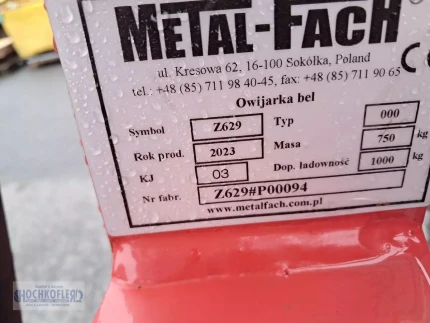 METAL-FACH
®
ul. Kresowa 62, 16-100 Sokółka, Poland
tel.: +48 (85) 711 98 40-45, fax: +48 (85) 711 90 65
CE
Owijarka bel
Symbol Z629 Typ 000
Rok prod. 2023 Masa 750 kg
KJ 03 Dop. ładowność 1000 kg
Nr fabr. Z629#P00094
www.metalfach.com.pl
HOCHKOFLER